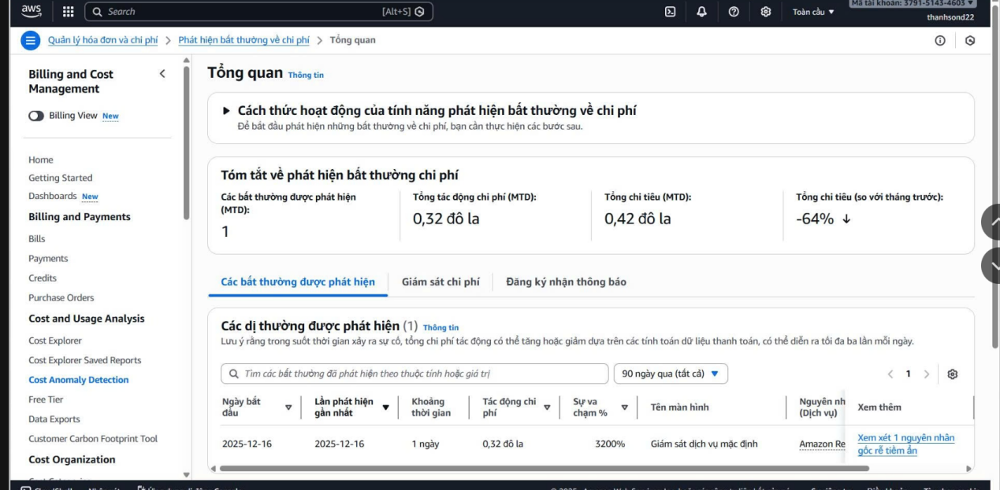 aws
Search [Alt+S]
Toàn cầu ▼
Mã tài khoản: 3791-5143-4603 ▼
thanhsond22
Quản lý hóa đơn và chi phí > Phát hiện bất thường về chi phí > Tổng quan
Billing and Cost
Management
Billing View New
Home
Getting Started
Dashboards New
Billing and Payments
Bills
Payments
Credits
Purchase Orders
Cost and Usage Analysis
Cost Explorer
Cost Explorer Saved Reports
Cost Anomaly Detection
Free Tier
Data Exports
Customer Carbon Footprint Tool
Cost Organization
Tổng quan Thông tin
Cách thức hoạt động của tính năng phát hiện bất thường về chi phí
Để bắt đầu phát hiện những bất thường về chi phí, bạn cần thực hiện các bước sau.
Tóm tắt về phát hiện bất thường chi phí
Các bất thường được phát hiện
(MTD):
1
Tổng tác động chi phí (MTD):
0,32 đô la
Tổng chi tiêu (MTD):
0,42 đô la
Tổng chi tiêu (so với tháng trước):
-64% ↓
Các bất thường được phát hiện
Giám sát chi phí
Đăng ký nhận thông báo
Các dị thường được phát hiện (1) Thông tin
Lưu ý rằng trong suốt thời gian xảy ra sự cố, tổng chi phí tác động có thể tăng hoặc giảm dựa trên các tính toán dữ liệu thanh toán, có thể diễn ra tối đa ba lần mỗi ngày.
Tìm các bất thường đã phát hiện theo thuộc tính hoặc giá trị
90 ngày qua (tất cả) ▼
< 1 >
Ngày bắt
đầu
Lần phát hiện
gần nhất
Khoảng
thời gian
Tác động chi
phí
Sự va
chạm %
Tên màn hình
Nguyên nh
(Dịch vụ)
Xem thêm
2025-12-16
2025-12-16
1 ngày
0,32 đô la
3200%
Giám sát dịch vụ mặc định
Amazon Re
Xem xét 1 nguyên nhân
gốc rễ tiềm ẩn